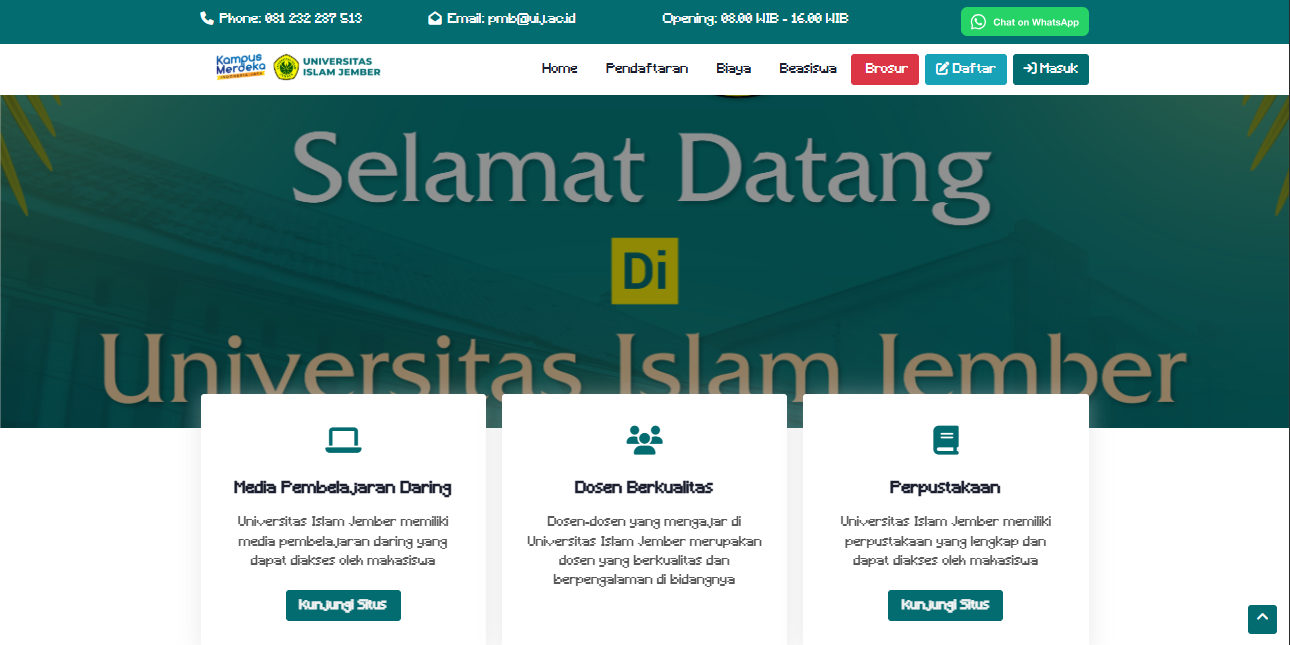 Phone: 081 232 287 513
Email: pmb@uij.ac.id
Opening: 08.00 WIB - 16.00 WIB
Chat on WhatsApp
Kampus
Merdeka
INDONESIA JAYA
UNIVERSITAS
ISLAM JEMBER
Home
Pendaftaran
Biaya
Beasiswa
Brosur
Daftar
Masuk
Selamat Datang
Di
Universitas Islam Jember
Media Pembelajaran Daring
Universitas Islam Jember memiliki
media pembelajaran daring yang
dapat diakses oleh mahasiswa
Kunjungi Situs
Dosen Berkualitas
Dosen-dosen yang mengajar di
Universitas Islam Jember merupakan
dosen yang berkualitas dan
berpengalaman di bidangnya
Perpustakaan
Universitas Islam Jember memiliki
perpustakaan yang lengkap dan
dapat diakses oleh mahasiswa
Kunjungi Situs